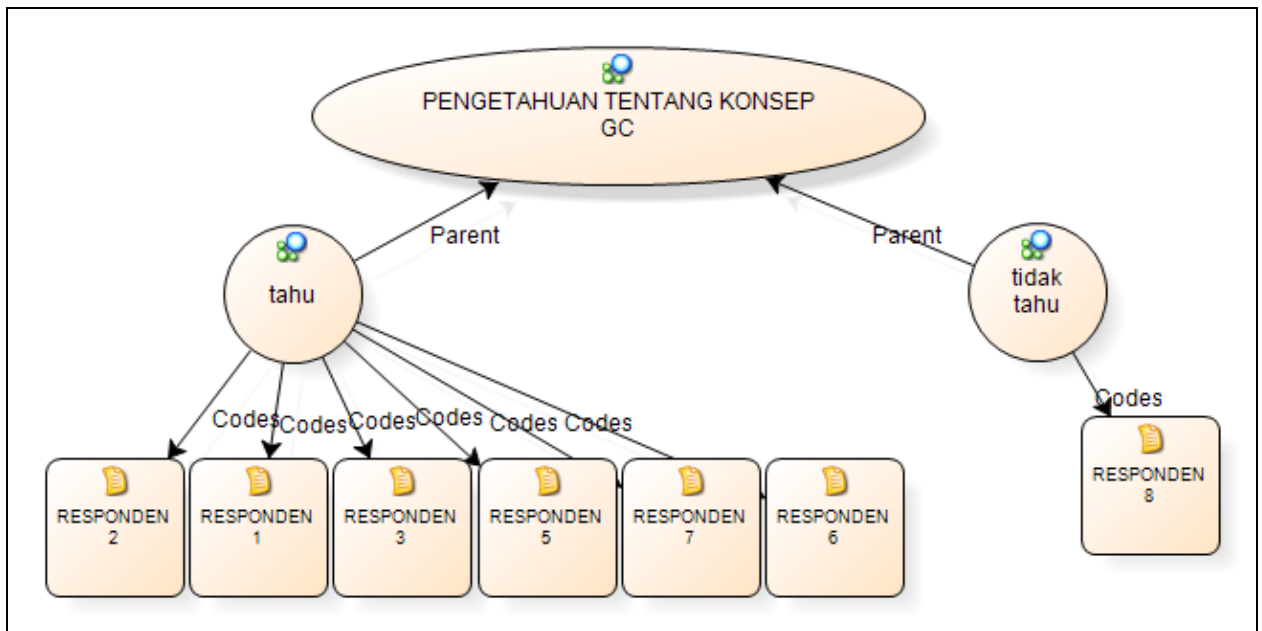 PENGETAHUAN TENTANG KONSEP
GC
Parent
Parent
tahu
tidak
tahu
Codes
Codes
Codes
Codes
Codes
Codes
Codes
RESPONDEN
2
RESPONDEN
1
RESPONDEN
3
RESPONDEN
5
RESPONDEN
7
RESPONDEN
6
RESPONDEN
8